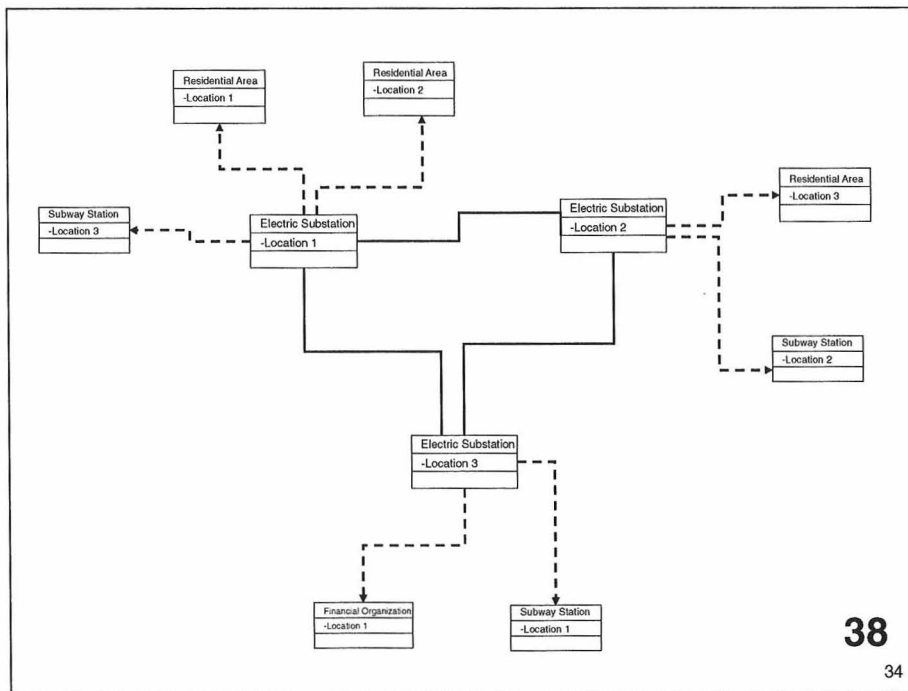 Residential Area
-Location 1
Residential Area
-Location 2
Residential Area
-Location 3
Subway Station
-Location 3
Electric Substation
-Location 1
Electric Substation
-Location 2
Subway Station
-Location 2
Electric Substation
-Location 3
Financial Organization
-Location 1
Subway Station
-Location 1
38
34